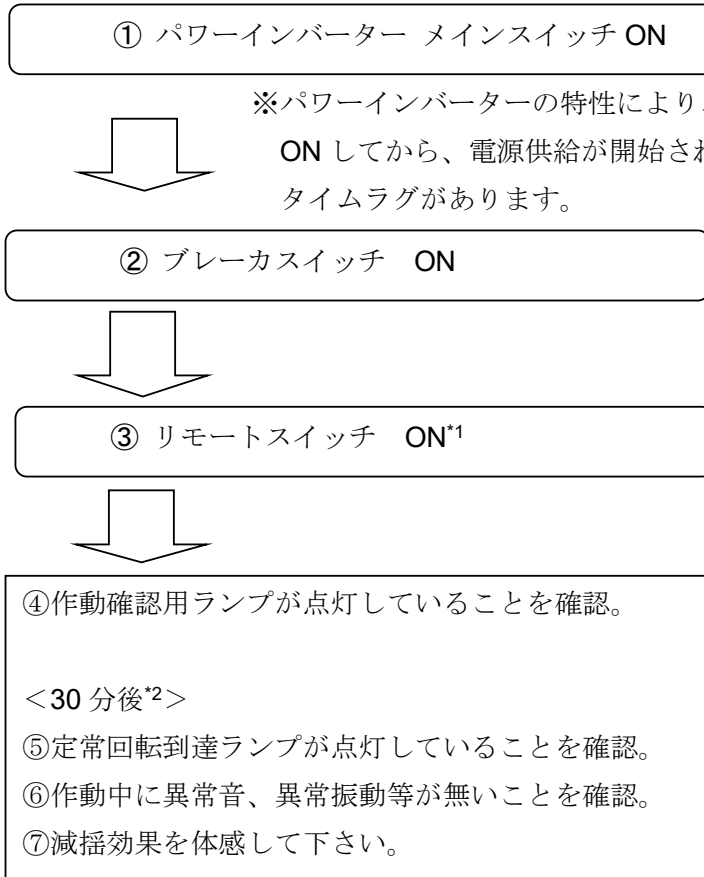 ① パワーインバーター メインスイッチ ON
※パワーインバーターの特性により
ON してから、電源供給が開始さ
タイムラグがあります。
② ブレーカスイッチ ON
③ リモートスイッチ ON*1
④作動確認用ランプが点灯していることを確認。
＜30 分後*2＞
⑤定常回転到達ランプが点灯していることを確認。
⑥作動中に異常音、異常振動等が無いことを確認。
⑦減揺効果を体感して下さい。